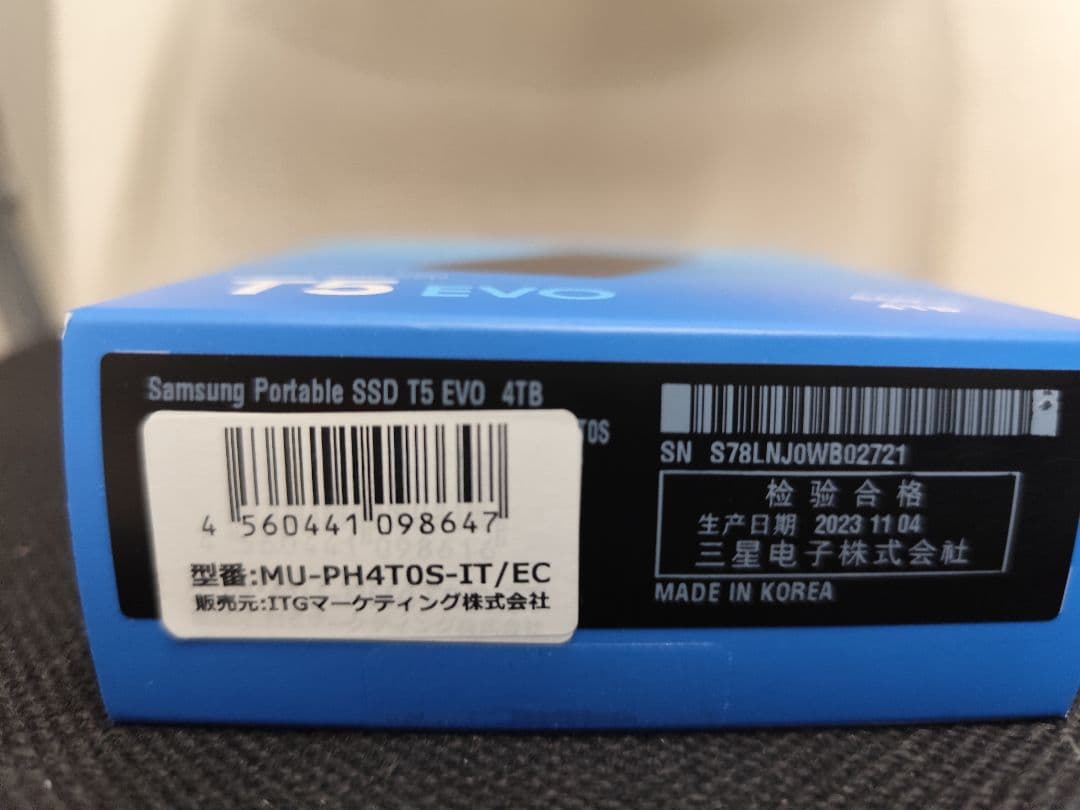 T5 EVO
Samsung Portable SSD T5 EVO 4TB
T0S
4 560441 098647
型番:MU-PH4T0S-IT/EC
販売元:ITGマーケティング株式会社
SN S78LNJ0WB02721
检验合格
生产日期 2023 11 04
三星电子株式会社
MADE IN KOREA